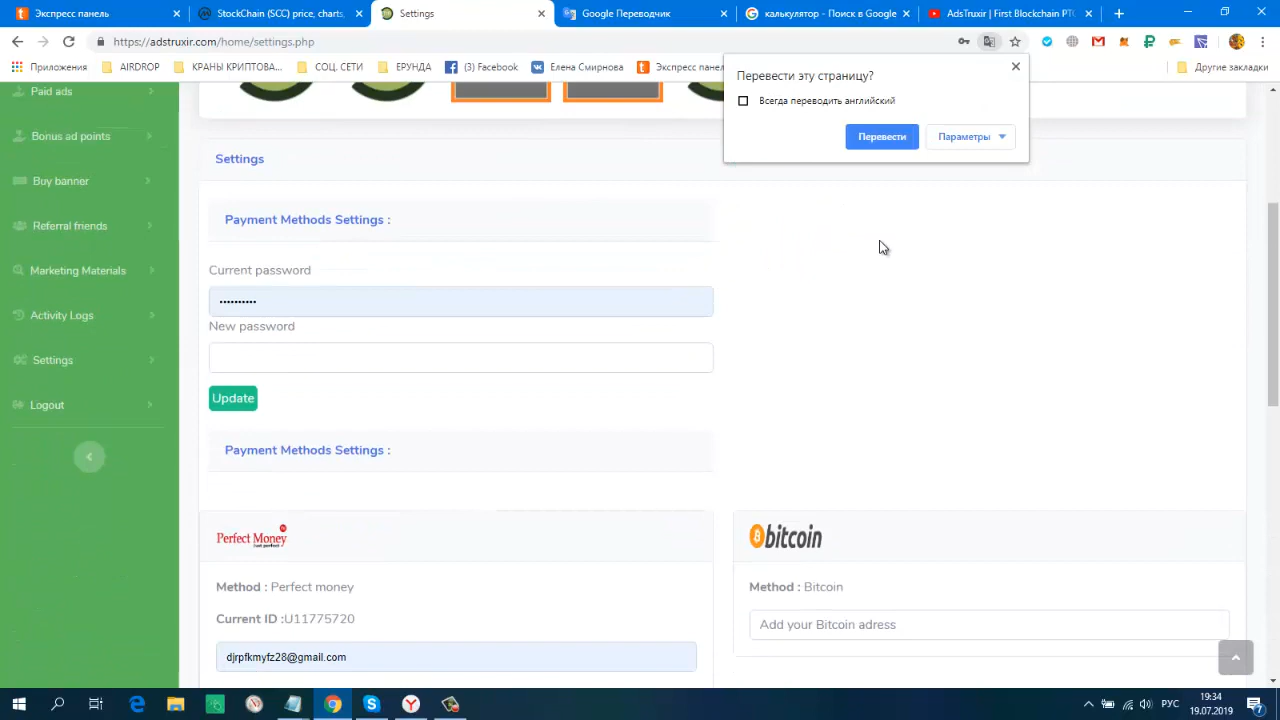 Экспресс панель
StockChain (SCC) price, charts,
Settings
Google Переводчик
калькулятор - Поиск в Google
AdsTruxir | First Blockchain PTC
https://adstruxir.com/home/settings.php
Приложения
AIRDROP
КРАНЫ КРИПТОВА...
СОЦ. СЕТИ
ЕРУНДА
(3) Facebook
Елена Смирнова
Экспресс панель
Другие закладки
Перевести эту страницу?
Всегда переводить английский
Перевести
Параметры
Paid ads
Bonus ad points
Buy banner
Referral friends
Marketing Materials
Activity Logs
Settings
Logout
Settings
Payment Methods Settings :
Current password
••••••••••
New password
Update
Payment Methods Settings :
Perfect Money
Method : Perfect money
Current ID :U11775720
djrpfkmyfz28@gmail.com
bitcoin
Method : Bitcoin
Add your Bitcoin adress
РУС
19:34
19.07.2019